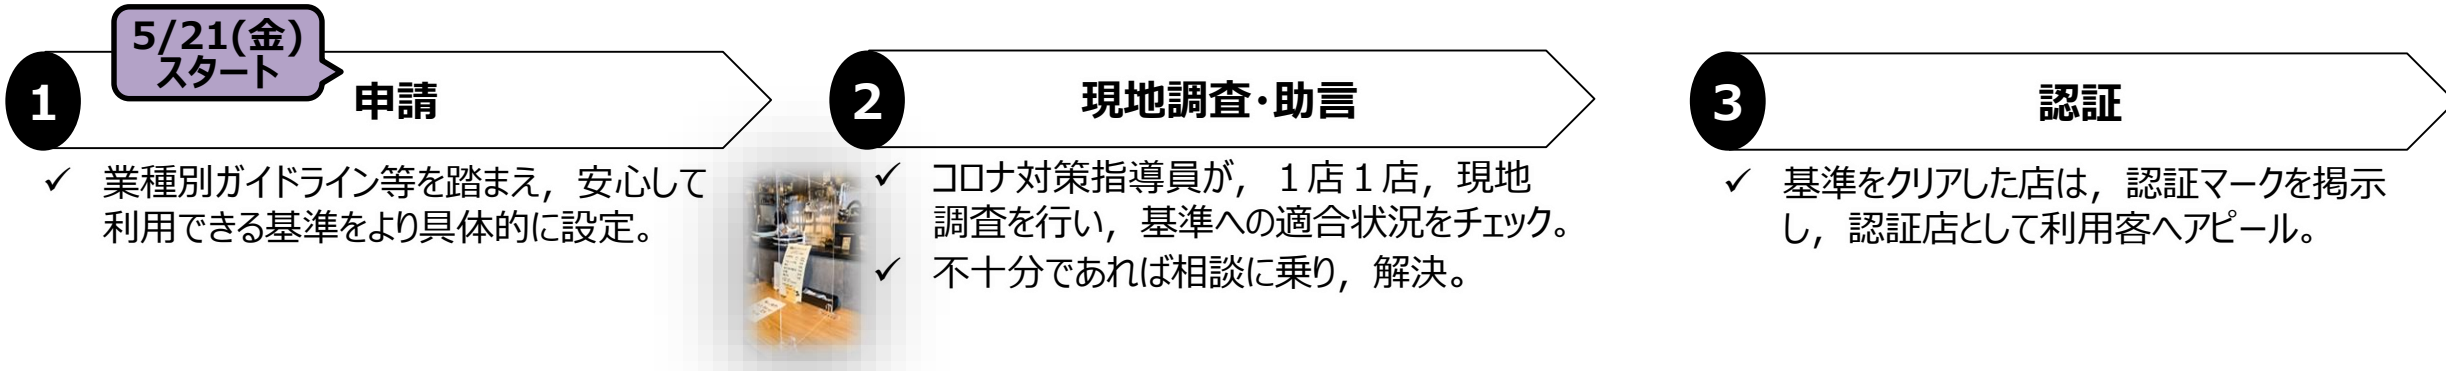 5/21(金)
スタート
1
申請
✓ 業種別ガイドライン等を踏まえ，安心して
利用できる基準をより具体的に設定。
2
現地調査・助言
✓ コロナ対策指導員が，１店１店，現地
調査を行い，基準への適合状況をチェック。
✓ 不十分であれば相談に乗り，解決。
3
認証
✓ 基準をクリアした店は，認証マークを掲示
し，認証店として利用客へアピール。